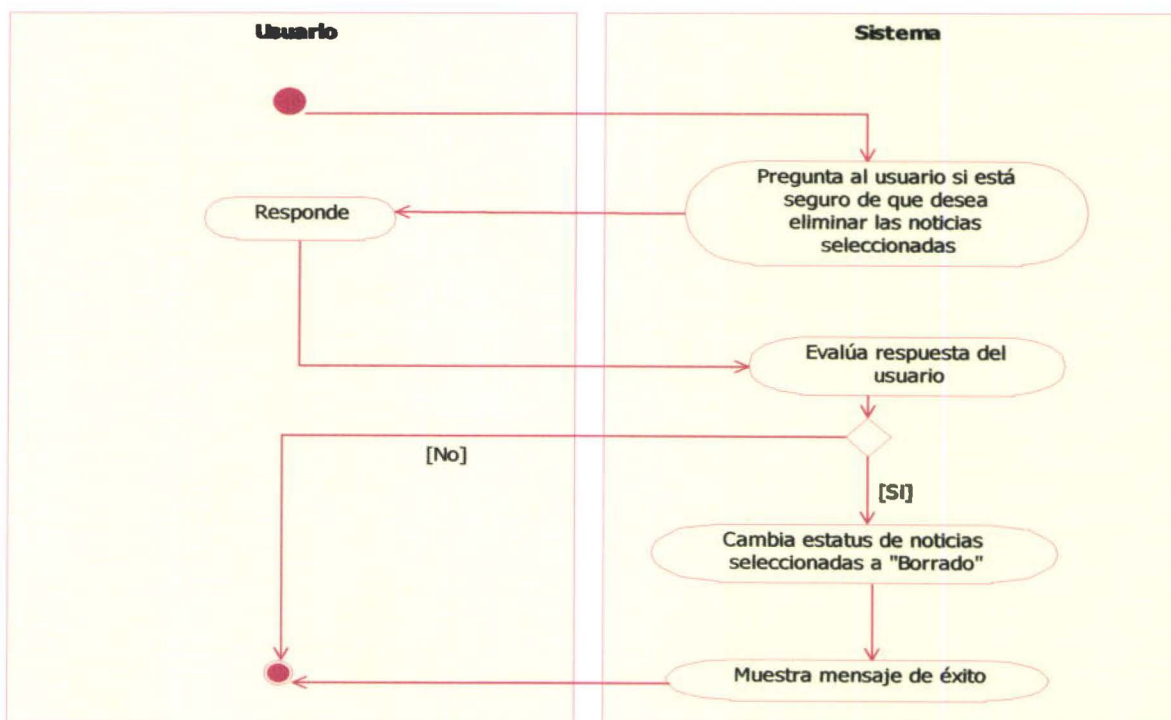 Usuario
Sistema
Pregunta al usuario si está
seguro de que desea
eliminar las noticias
seleccionadas
Responde
Evalúa respuesta del
usuario
[No]
[SI]
Cambia estatus de noticias
seleccionadas a "Borrado"
Muestra mensaje de éxito